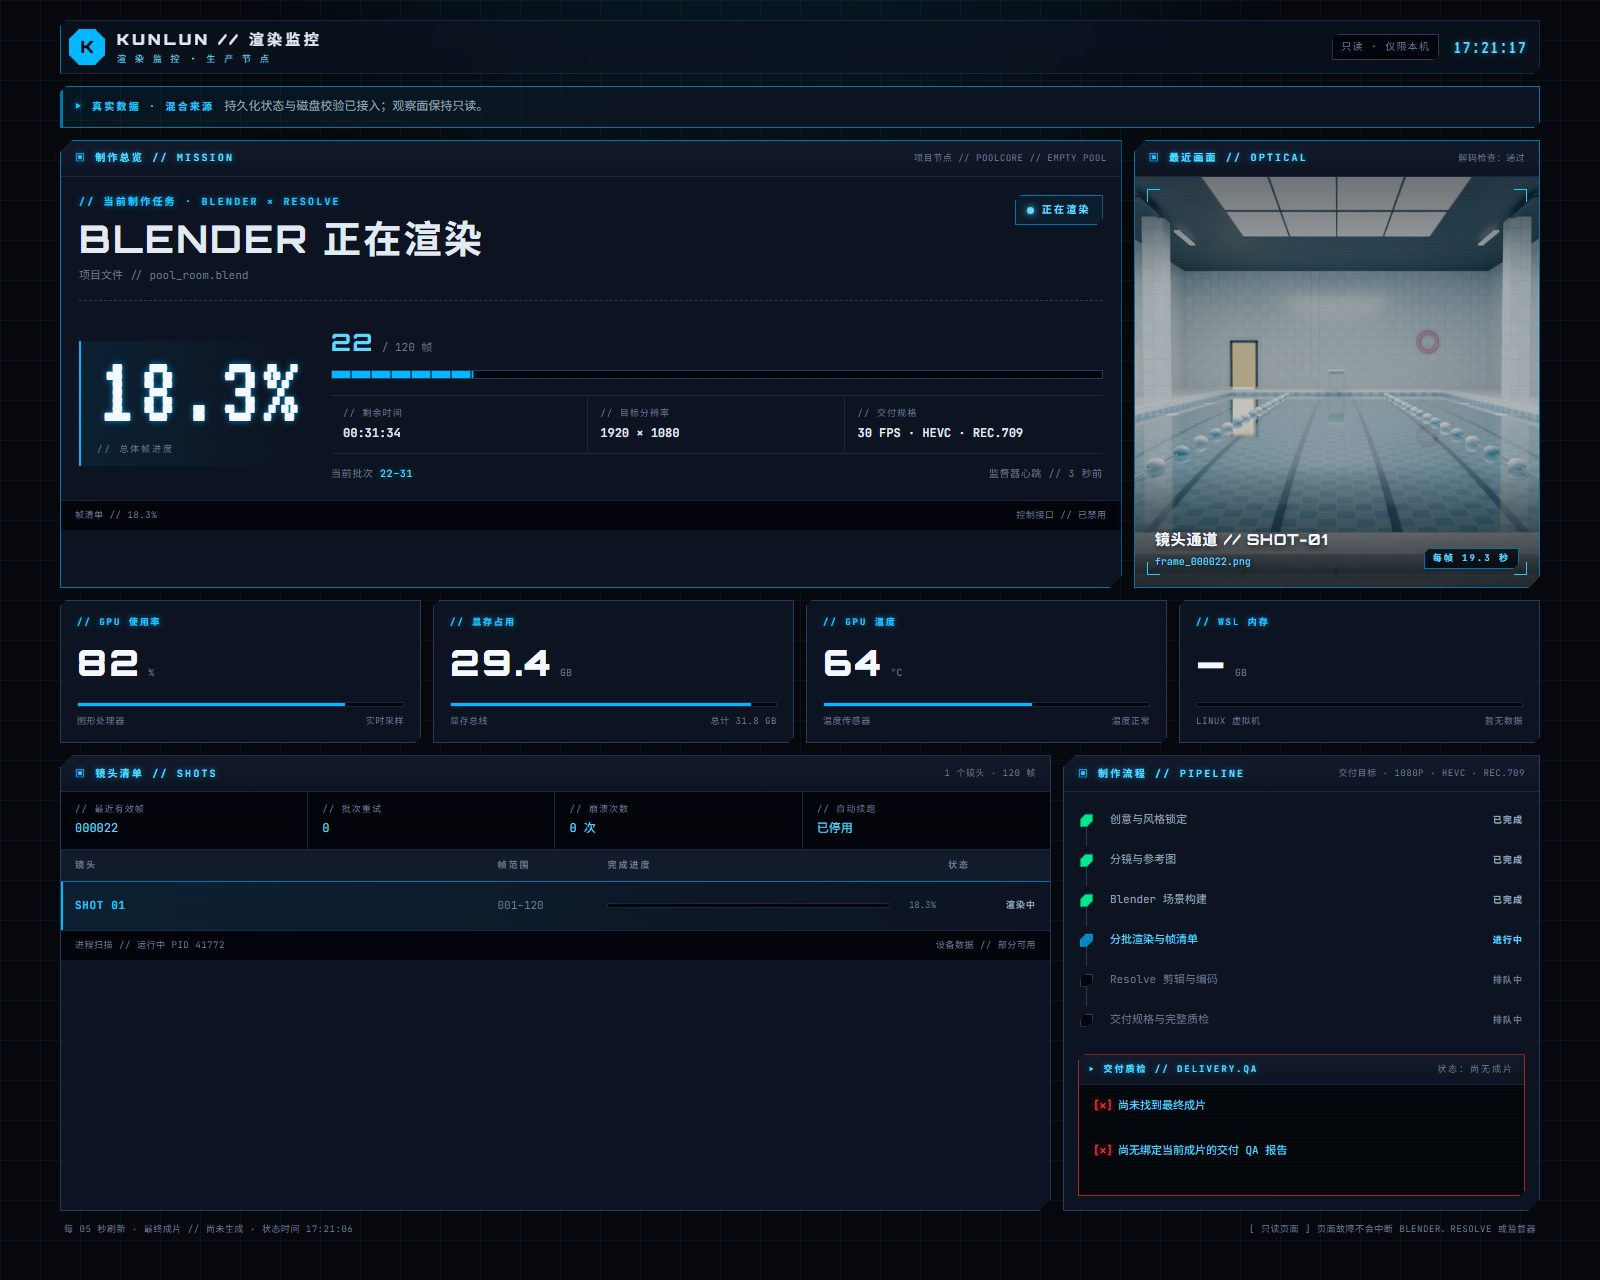 K
KUNLUN // 渲染监控
渲染监控 · 生产节点
只读 · 仅限本机
17:21:17
真实数据 · 混合来源 持久化状态与磁盘校验已接入；观察面保持只读。
制作总览 // MISSION
项目节点 // POOLCORE // EMPTY POOL
// 当前制作任务 · BLENDER × RESOLVE
正在渲染
BLENDER 正在渲染
项目文件 // pool_room.blend
18.3%
// 总体帧进度
22 / 120 帧
// 剩余时间
00:31:34
// 目标分辨率
1920 × 1080
// 交付规格
30 FPS · HEVC · REC.709
当前批次 22–31
监督器心跳 // 3 秒前
帧清单 // 18.3%
控制接口 // 已禁用
最近画面 // OPTICAL
解码检查：通过
镜头通道 // SHOT-01
frame_000022.png
每帧 19.3 秒
// GPU 使用率
82 %
图形处理器
实时采样
// 显存占用
29.4 GB
显存总线
总计 31.8 GB
// GPU 温度
64 °C
温度传感器
温度正常
// WSL 内存
— GB
LINUX 虚拟机
暂无数据
镜头清单 // SHOTS
1 个镜头 · 120 帧
// 最近有效帧
000022
// 批次重试
0
// 崩溃次数
0 次
// 自动续跑
已停用
镜头 帧范围 完成进度 状态
SHOT 01 001–120 18.3% 渲染中
进程扫描 // 运行中 PID 41772
设备数据 // 部分可用
制作流程 // PIPELINE
交付目标 · 1080P · HEVC · REC.709
创意与风格锁定 已完成
分镜与参考图 已完成
Blender 场景构建 已完成
分批渲染与帧清单 进行中
Resolve 剪辑与编码 排队中
交付规格与完整质检 排队中
交付质检 // DELIVERY.QA
状态：尚无成片
[×] 尚未找到最终成片
[×] 尚无绑定当前成片的交付 QA 报告
每 05 秒刷新 · 最终成片 // 尚未生成 · 状态时间 17:21:06
[ 只读页面 ] 页面故障不会中断 BLENDER、RESOLVE 或监督器